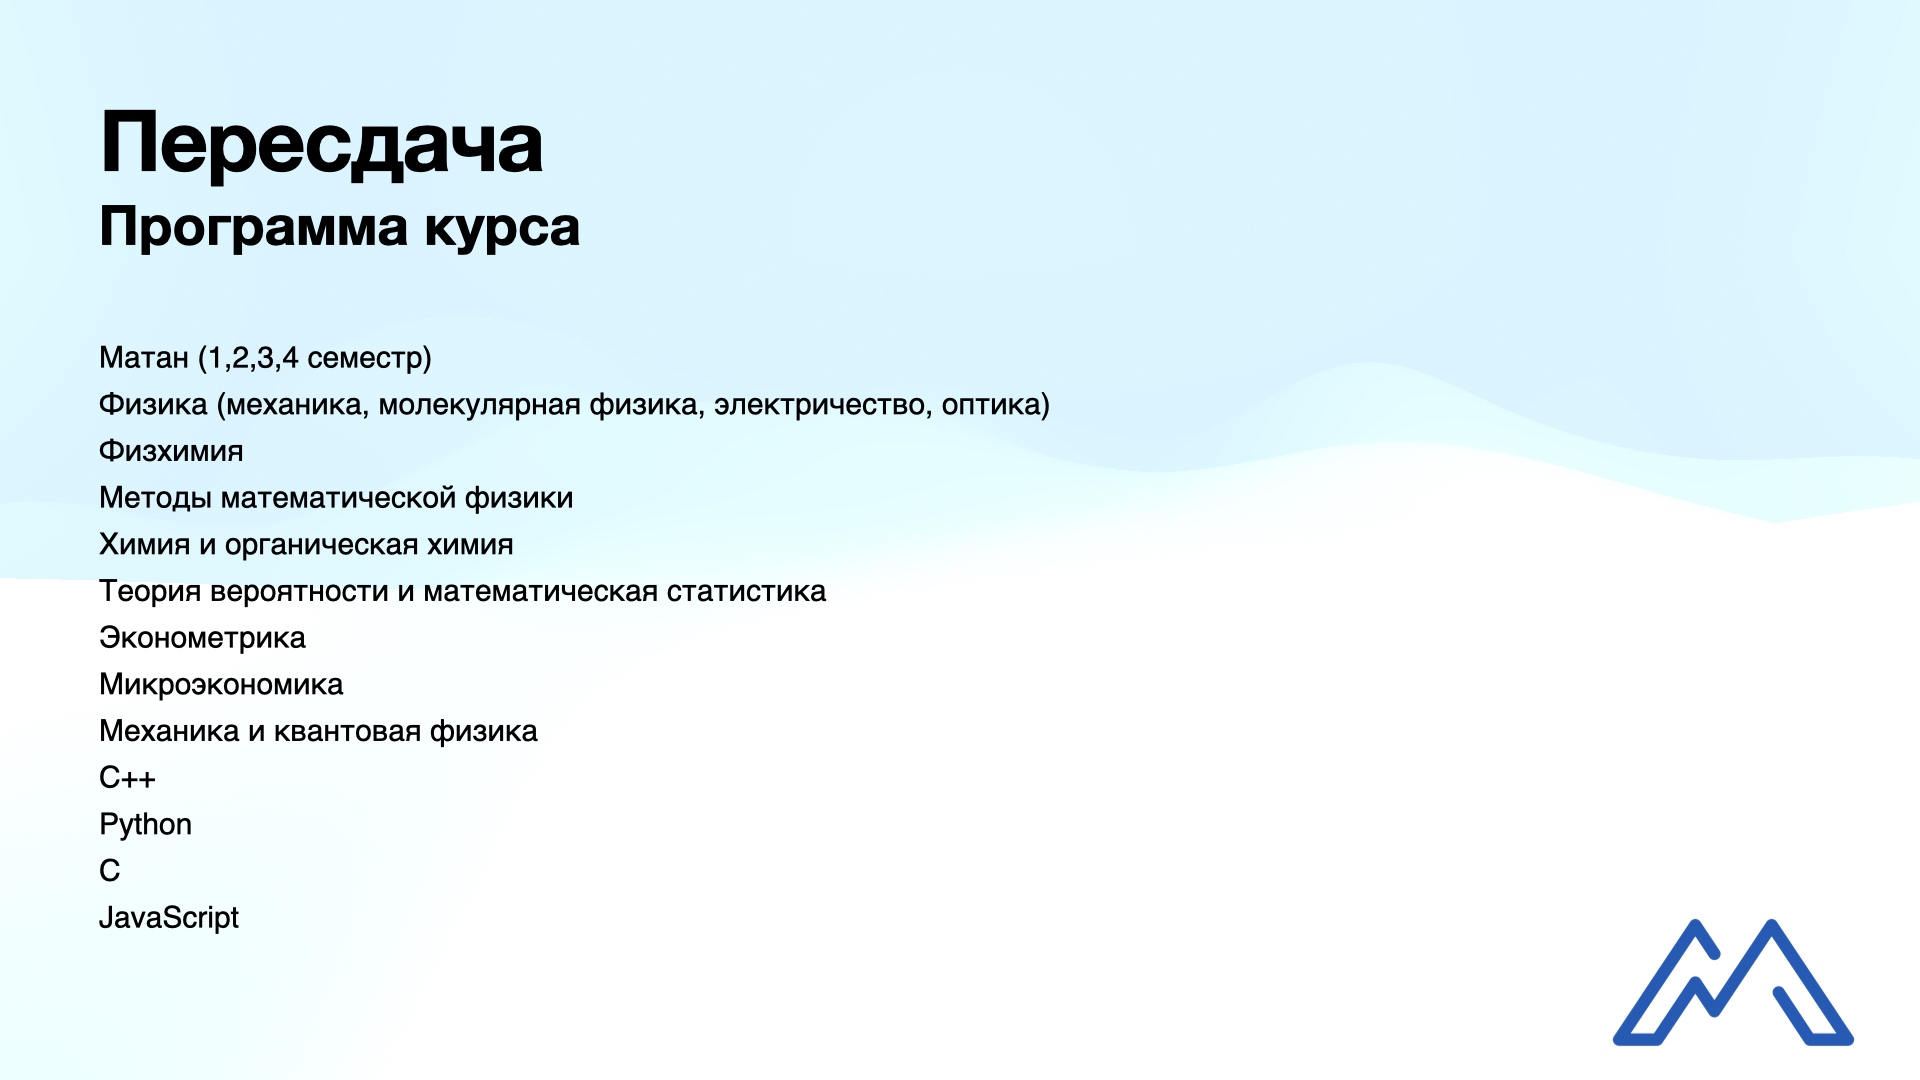 Пересдача
Программа курса
Матан (1,2,3,4 семестр)
Физика (механика, молекулярная физика, электричество, оптика)
Физхимия
Методы математической физики
Химия и органическая химия
Теория вероятности и математическая статистика
Эконометрика
Микроэкономика
Механика и квантовая физика
C++
Python
C
JavaScript